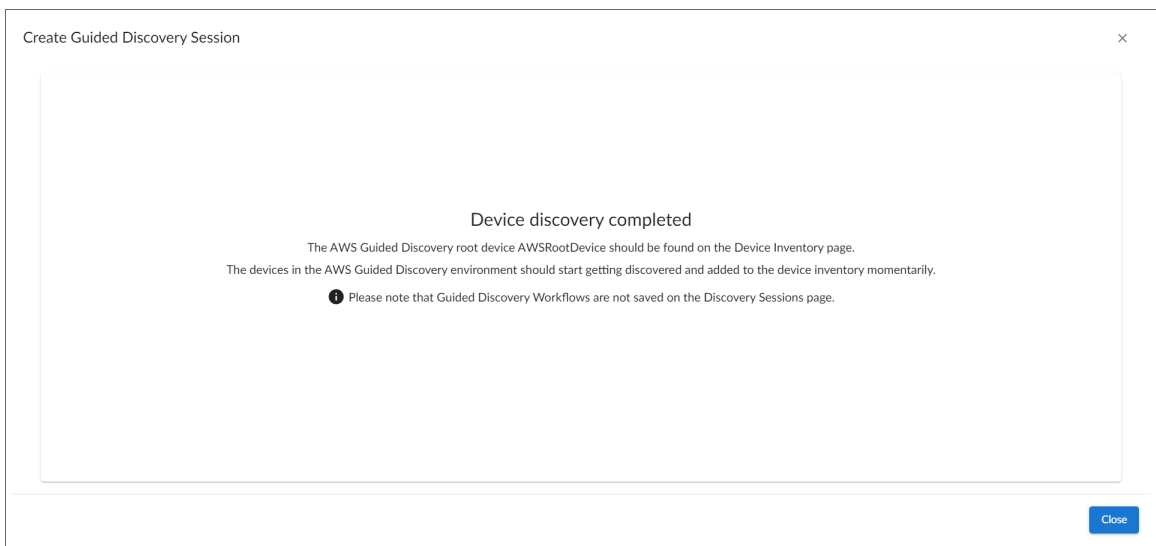 Create Guided Discovery Session
Device discovery completed
The AWS Guided Discovery root device AWSRootDevice should be found on the Device Inventory page.
The devices in the AWS Guided Discovery environment should start getting discovered and added to the device inventory momentarily.
Please note that Guided Discovery Workflows are not saved on the Discovery Sessions page.
Close